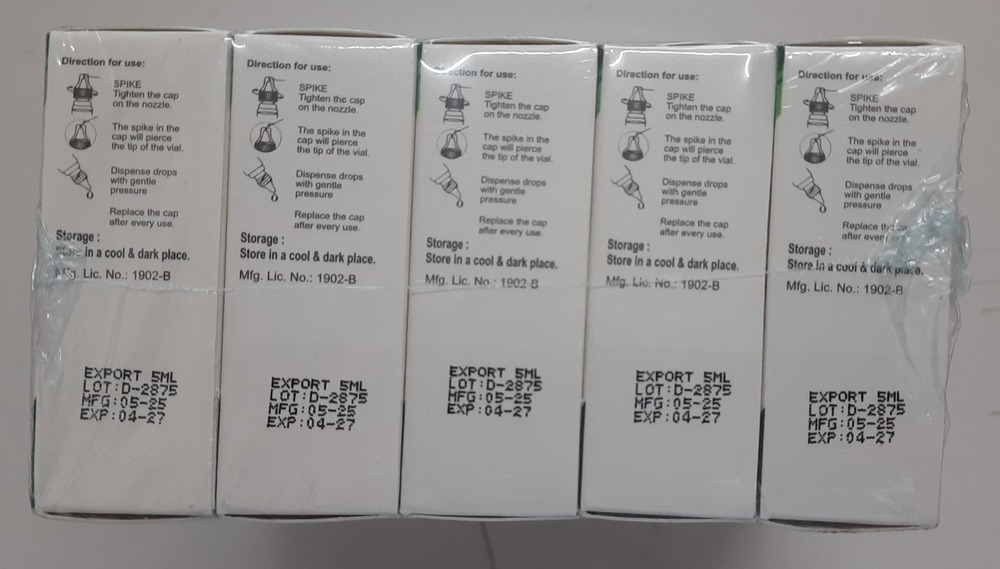 Direction for use:
SPIKE
Tighten the cap
on the nozzle.
The spike in the
cap will pierce
the tip of the vial.
Dispense drops
with gentle
pressure
Replace the cap
after every use.
Storage :
Store in a cool & dark place.
Mfg. Lic. No.: 1902-B
EXPORT 5ML
LOT:D-2875
MFG:05-25
EXP:04-27
Direction for use:
SPIKE
Tighten the cap
on the nozzle.
The spike in the
cap will pierce
the tip of the vial.
Dispense drops
with gentle
pressure
Replace the cap
after every use.
Storage :
Store in a cool & dark place.
Mfg. Lic. No.: 1902-B
EXPORT 5ML
LOT:D-2875
MFG:05-25
EXP:04-27
Direction for use:
SPIKE
Tighten the cap
on the nozzle.
The spike in the
cap will pierce
the tip of the vial.
Dispense drops
with gentle
pressure
Replace the cap
after every use.
Storage :
Store in a cool & dark place.
Mfg. Lic. No.: 1902-B
EXPORT 5ML
LOT:D-2875
MFG:05-25
EXP:04-27
Direction for use:
SPIKE
Tighten the cap
on the nozzle.
The spike in the
cap will pierce
the tip of the vial.
Dispense drops
with gentle
pressure
Replace the cap
after every use.
Storage :
Store in a cool & dark place.
Mfg. Lic. No.: 1902-B
EXPORT 5ML
LOT:D-2875
MFG:05-25
EXP:04-27
Direction for use:
SPIKE
Tighten the cap
on the nozzle.
The spike in the
cap will pierce
the tip of the vial.
Dispense drops
with gentle
pressure
Replace the cap
after every
Storage :
Store in a cool & dark place.
Mfg. Lic. No.: 1902-B
EXPORT 5ML
LOT:D-2875
MFG:05-25
EXP:04-27